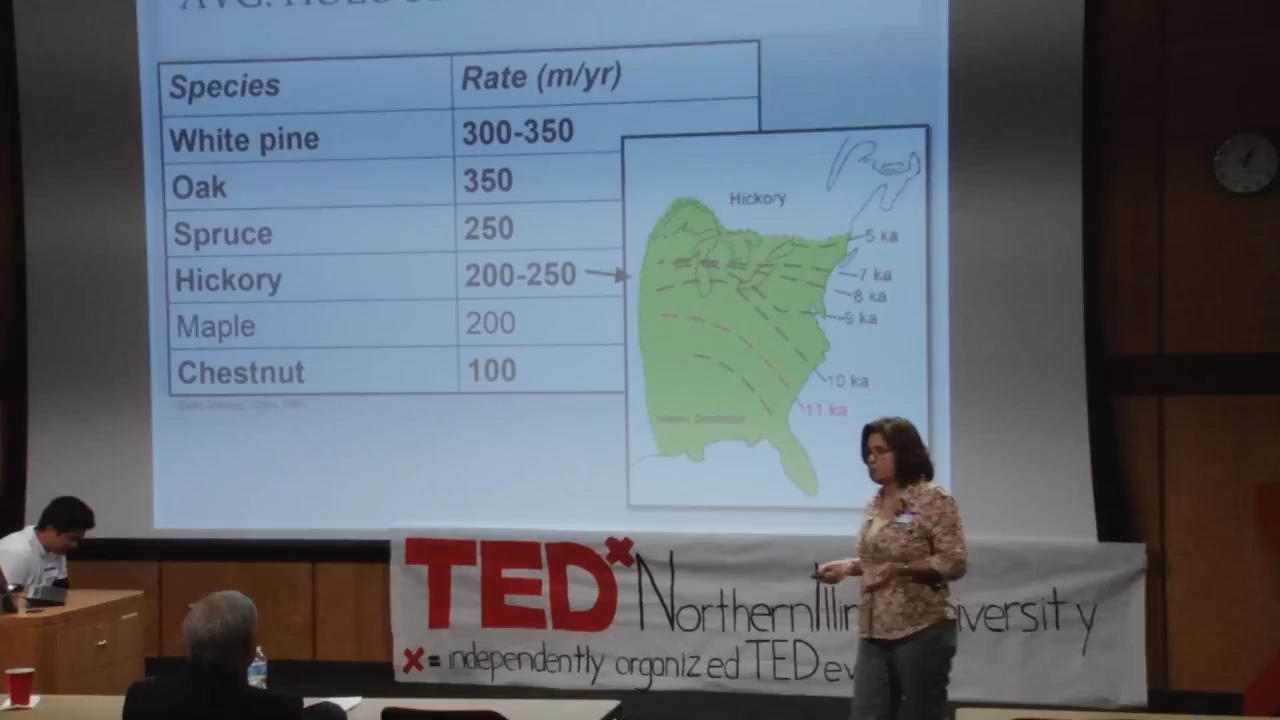 Species Rate (m/yr)
White pine 300-350
Oak 350
Spruce 250
Hickory 200-250
Maple 200
Chestnut 100
Hickory
5 ka
7 ka
8 ka
9 ka
10 ka
11 ka
TEDx NorthernIllin iversity
x = independently organized TED ev